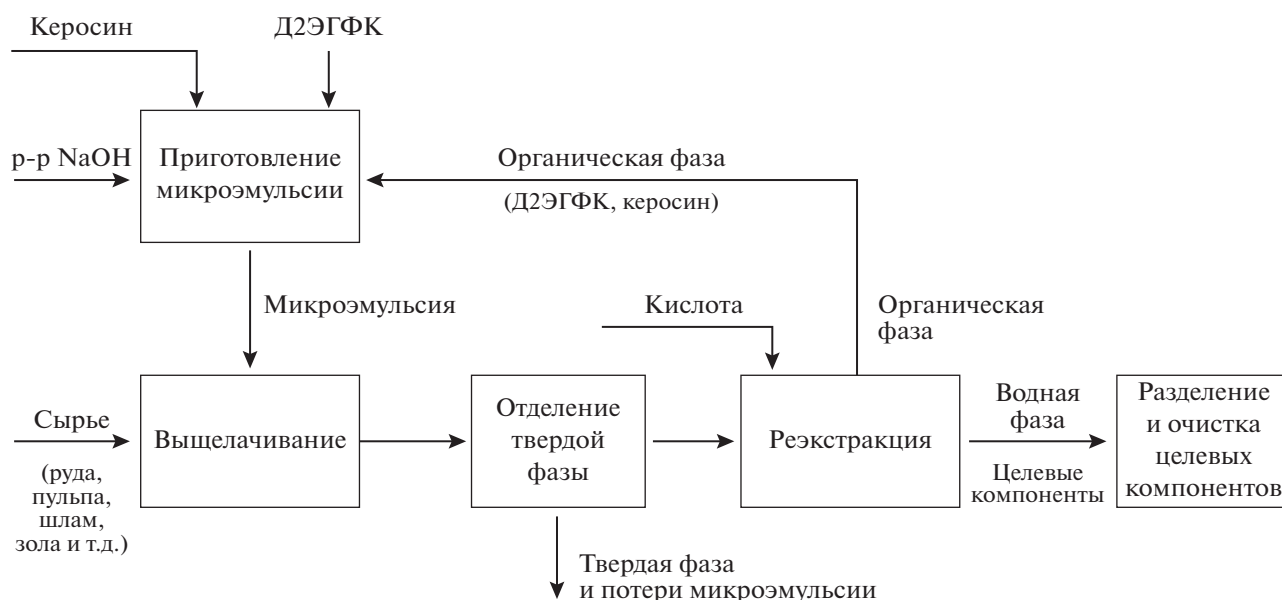 Керосин
Д2ЭГФК
р-р NaOH
Приготовление
микроэмульсии
Органическая фаза
(Д2ЭГФК, керосин)
Микроэмульсия
Кислота
Органическая
фаза
Сырье
(руда,
пульпа,
шлам,
зола и т.д.)
Выщелачивание
Отделение
твердой
фазы
Реэкстракция
Водная
фаза
Целевые
компоненты
Разделение
и очистка
целевых
компонентов
Твердая фаза
и потери микроэмульсии